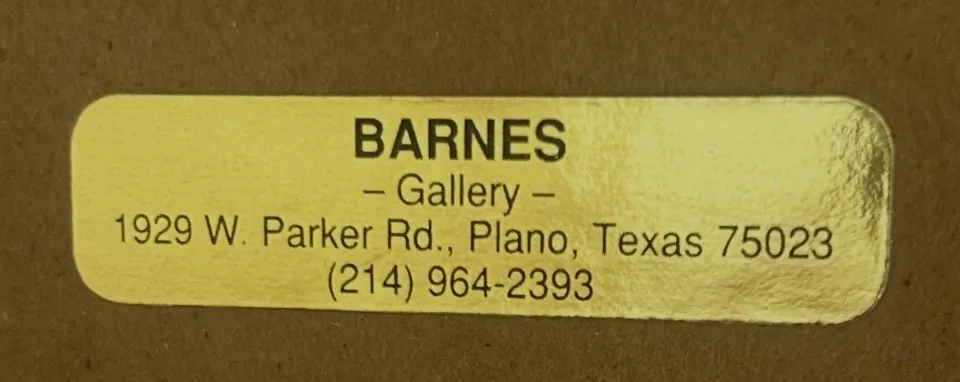 BARNES
– Gallery –
1929 W. Parker Rd., Plano, Texas 75023
(214) 964-2393